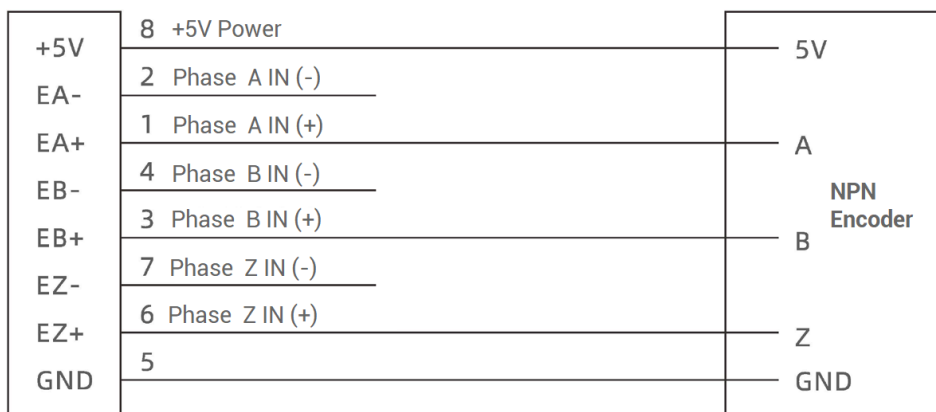 +5V 8 +5V Power 5V
EA- 2 Phase A IN (-)
EA+ 1 Phase A IN (+) A
EB- 4 Phase B IN (-)
NPN
Encoder
EB+ 3 Phase B IN (+) B
EZ- 7 Phase Z IN (-)
EZ+ 6 Phase Z IN (+) Z
GND 5 GND